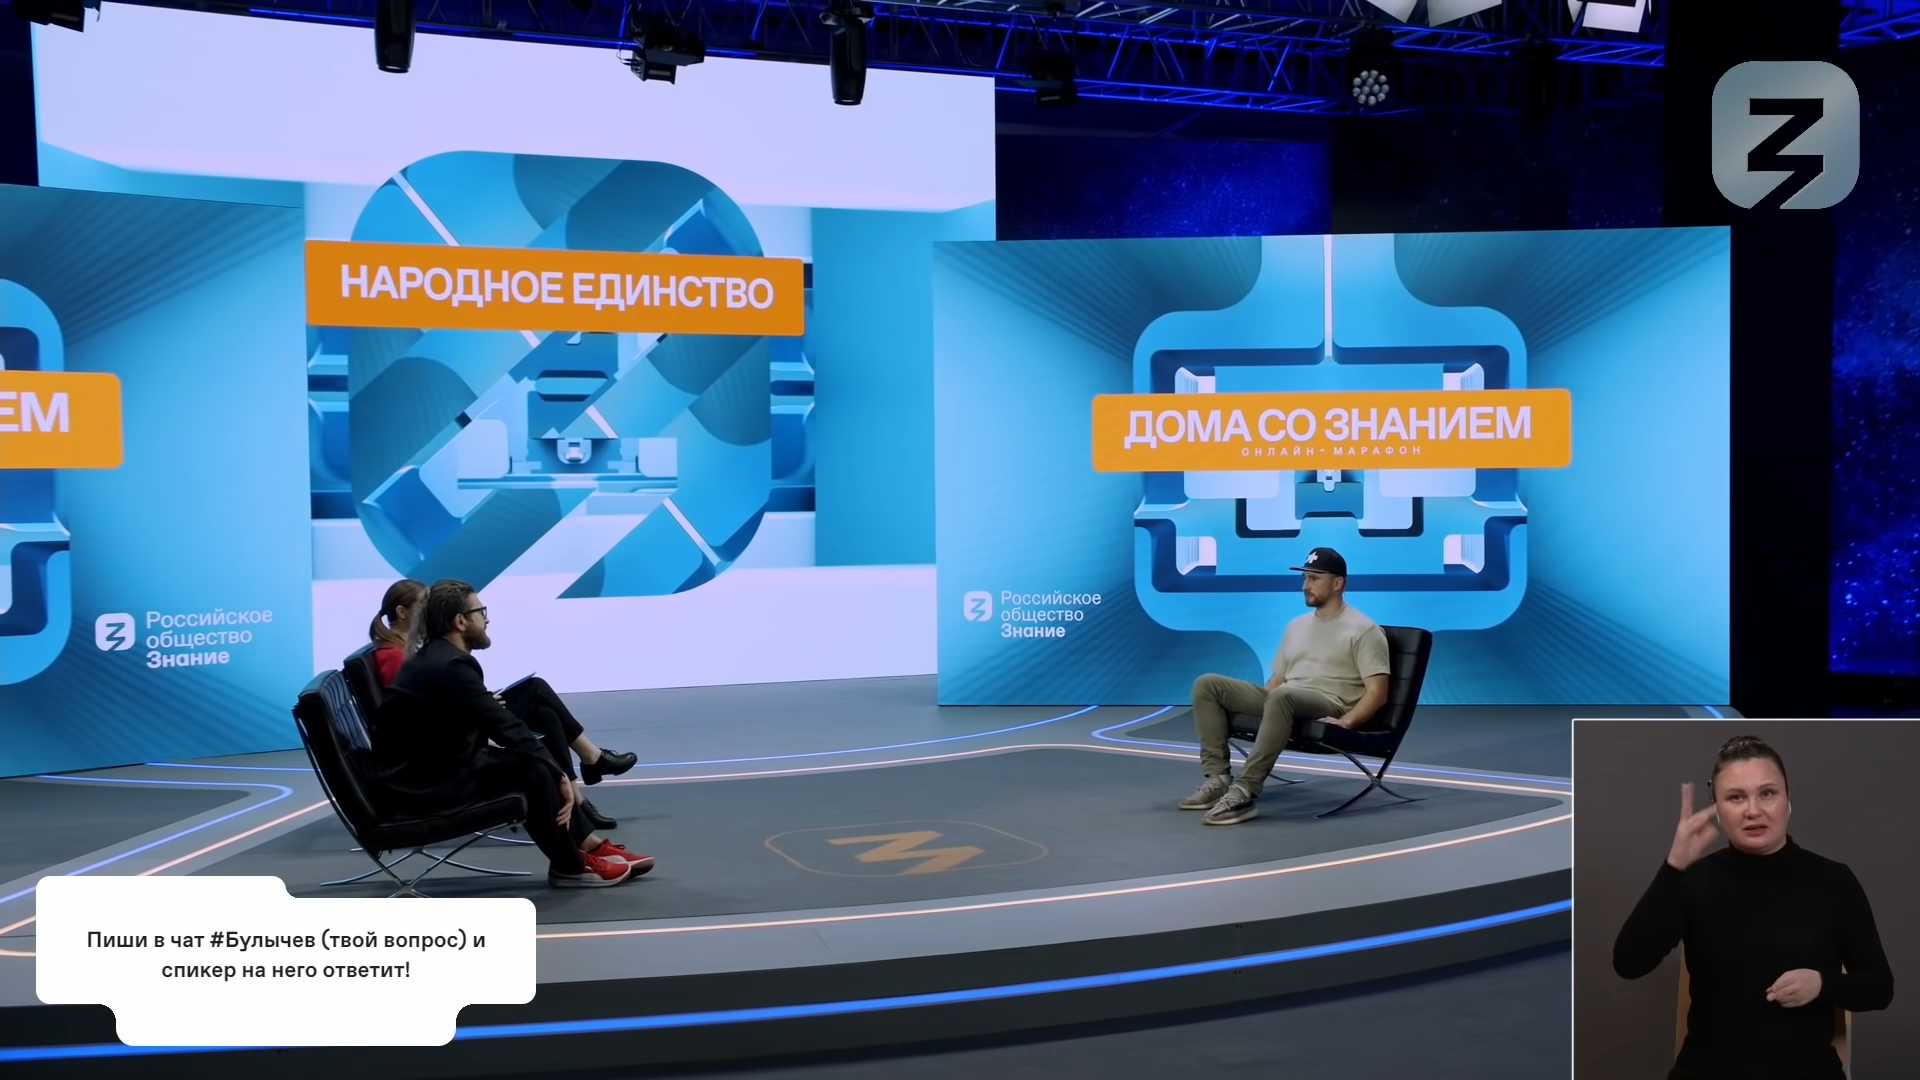 НАРОДНОЕ ЕДИНСТВО
ЕМ
ДОМА СО ЗНАНИЕМ
ОНЛАЙН-МАРАФОН
Российское
общество
Знание
Российское
общество
Знание
Пиши в чат #Булычев (твой вопрос) и
спикер на него ответит!